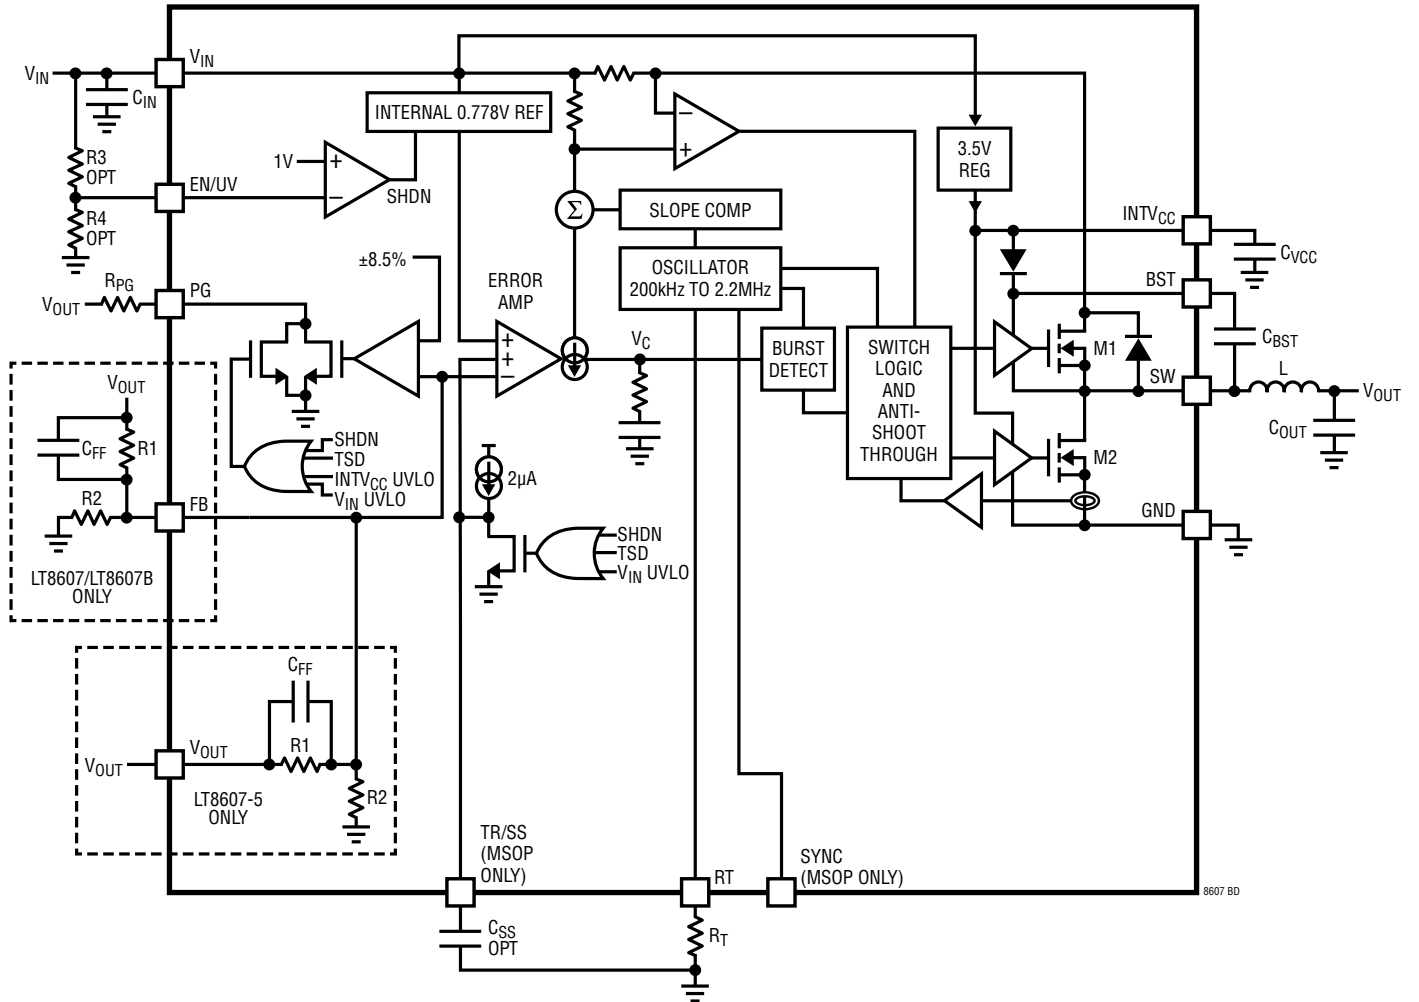 VIN
VIN
CIN
INTERNAL 0.778V REF
R3
OPT
1V
+
−
SHDN
EN/UV
R4
OPT
−
+
3.5V
REG
Σ
SLOPE COMP
INTVCC
CVCC
OSCILLATOR
200kHz TO 2.2MHz
±8.5%
ERROR
AMP
RPG
VOUT
PG
BST
CBST
+
+
−
VC
BURST
DETECT
SWITCH
LOGIC
AND
ANTI-
SHOOT
THROUGH
M1
SW
L
VOUT
COUT
M2
GND
VOUT
CFF
R1
R2
FB
LT8607/LT8607B
ONLY
SHDN
TSD
INTVCC UVLO
VIN UVLO
2µA
SHDN
TSD
VIN UVLO
CFF
VOUT
VOUT
R1
R2
LT8607-5
ONLY
TR/SS
(MSOP
ONLY)
RT
SYNC
(MSOP ONLY)
8607 BD
CSS
OPT
RT